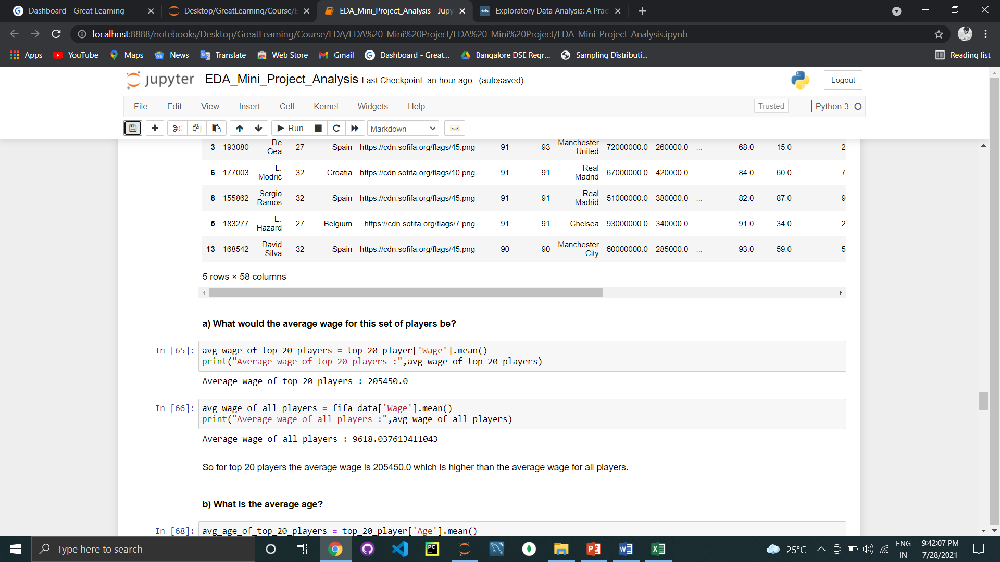 Dashboard - Great Learning
Desktop/GreatLearning/Course/E
EDA_Mini_Project_Analysis - Jupy
tds Exploratory Data Analysis: A Prac
localhost:8888/notebooks/Desktop/GreatLearning/Course/EDA/EDA%20_Mini%20Project/EDA%20_Mini%20Project/EDA_Mini_Project_Analysis.ipynb
Apps YouTube Maps News Translate Web Store Gmail Dashboard - Great... Bangalore DSE Regr... Sampling Distributi... Reading list
jupyter EDA_Mini_Project_Analysis Last Checkpoint: an hour ago (autosaved) Logout
File Edit View Insert Cell Kernel Widgets Help Trusted Python 3
Run Markdown
3 193080 De Gea 27 Spain https://cdn.sofifa.org/flags/45.png 91 93 Manchester United 72000000.0 260000.0 ... 68.0 15.0 2
6 177003 L. Modrić 32 Croatia https://cdn.sofifa.org/flags/10.png 91 91 Real Madrid 67000000.0 420000.0 ... 84.0 60.0
8 155862 Sergio Ramos 32 Spain https://cdn.sofifa.org/flags/45.png 91 91 Real Madrid 51000000.0 380000.0 ... 82.0 87.0
5 183277 E. Hazard 27 Belgium https://cdn.sofifa.org/flags/7.png 91 91 Chelsea 93000000.0 340000.0 ... 91.0 34.0
13 168542 David Silva 32 Spain https://cdn.sofifa.org/flags/45.png 90 90 Manchester City 60000000.0 285000.0 ... 93.0 59.0
5 rows × 58 columns
a) What would the average wage for this set of players be?
In [65]: avg_wage_of_top_20_players = top_20_player['Wage'].mean()
print("Average wage of top 20 players :",avg_wage_of_top_20_players)
Average wage of top 20 players : 205450.0
In [66]: avg_wage_of_all_players = fifa_data['Wage'].mean()
print("Average wage of all players :",avg_wage_of_all_players)
Average wage of all players : 9618.037613411043
So for top 20 players the average wage is 205450.0 which is higher than the average wage for all players.
b) What is the average age?
In [68]: avg_age_of_top_20_players = top_20_player['Age'].mean()
Type here to search
PC
25°C
ENG
IN
9:42:07 PM
7/28/2021